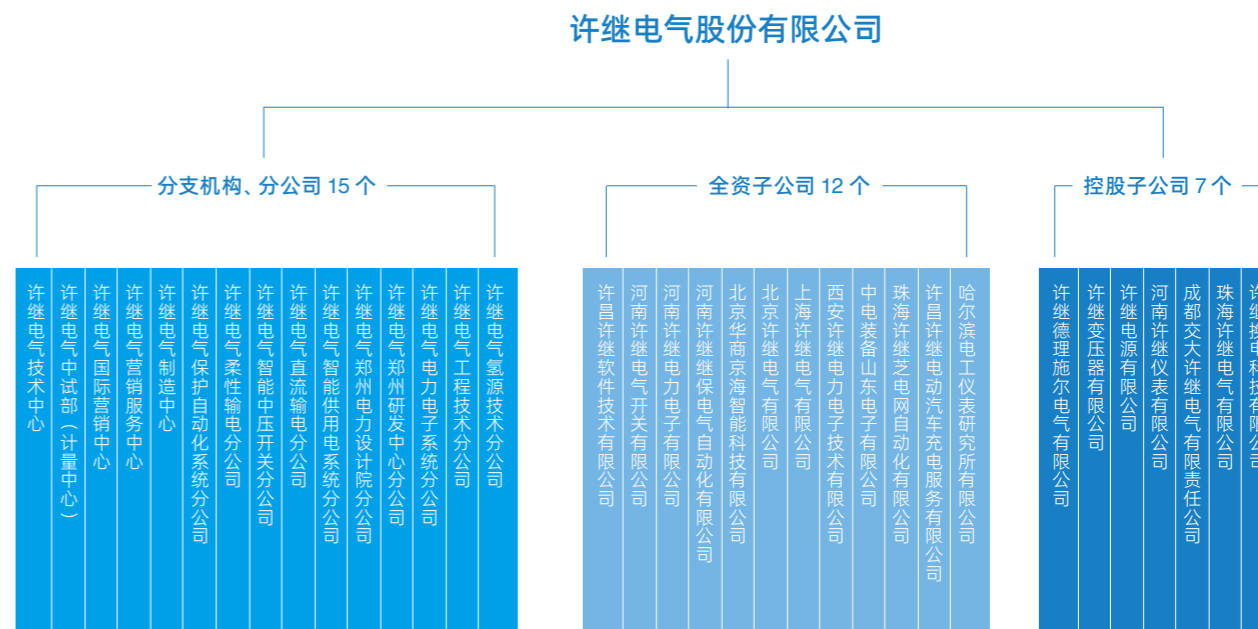 许继电气股份有限公司
分支机构、分公司 15 个
全资子公司 12 个
控股子公司 7 个
许继电气技术中心
许继电气中试部（计量中心）
许继电气国际营销中心
许继电气营销服务中心
许继电气制造中心
许继电气保护自动化系统分公司
许继电气柔性输电分公司
许继电气智能中压开关分公司
许继电气直流输电分公司
许继电气智能供用电系统分公司
许继电气郑州电力设计院分公司
许继电气郑州研发中心分公司
许继电气电力电子系统分公司
许继电气工程技术分公司
许继电气氢源技术分公司
许昌许继软件技术有限公司
河南许继电气开关有限公司
河南许继电力电子有限公司
河南许继继保电气自动化有限公司
北京华商京海智能科技有限公司
北京许继电气有限公司
上海许继电气有限公司
西安许继电力电子技术有限公司
中电装备山东电子有限公司
珠海许继芝电网自动化有限公司
许昌许继电动汽车充电服务有限公司
哈尔滨电工仪表研究所有限公司
许继德理施尔电气有限公司
许继变压器有限公司
许继电源有限公司
河南许继仪表有限公司
成都交大许继电气有限责任公司
珠海许继电气有限公司
许继换电科技有限公司